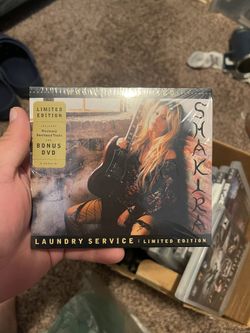 LIMITED
EDITION
BONUS
DVD
SHAKIRA
LAUNDRY SERVICE : LIMITED EDITION